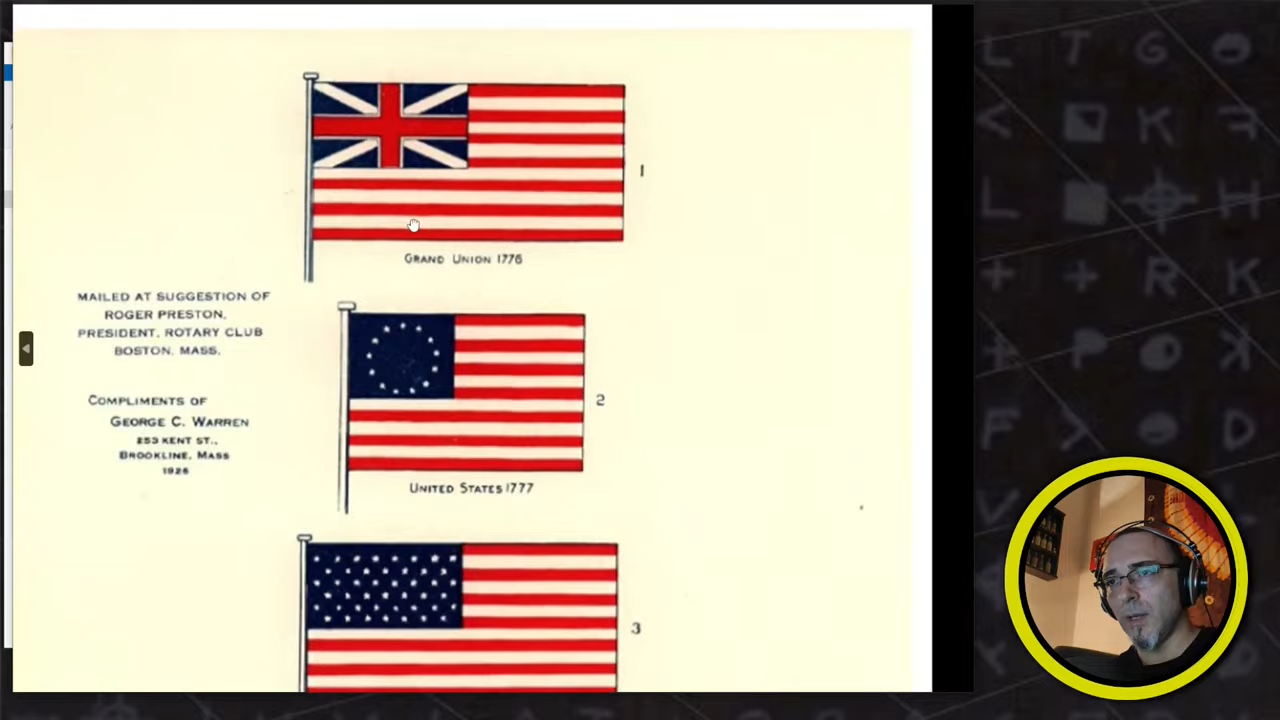 1
GRAND UNION 1776
MAILED AT SUGGESTION OF
ROGER PRESTON,
PRESIDENT, ROTARY CLUB
BOSTON, MASS.
COMPLIMENTS OF
GEORGE C. WARREN
253 KENT ST.,
BROOKLINE, MASS
1926
2
UNITED STATES 1777
3
L T G
K
L H
+ + R K
P
F D